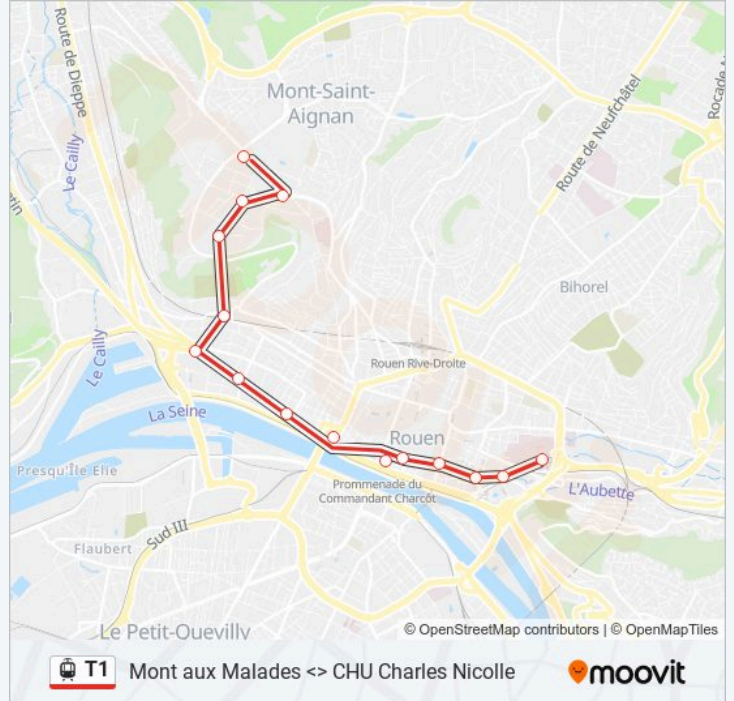 Route de Dieppe
Mont-Saint-
Aignan
Le Cailly
Route de Neufchâtel
Rocade
Bihorel
Le Cailly
Rouen Rive-Droite
La Seine
Rouen
Presqu'Île Elie
Prommenade du
Commandant Charcot
L'Aubette
Sud III
Flaubert
Le Petit-Quevilly
© OpenStreetMap contributors | © OpenMapTiles
T1 Mont aux Malades <> CHU Charles Nicolle
moovit